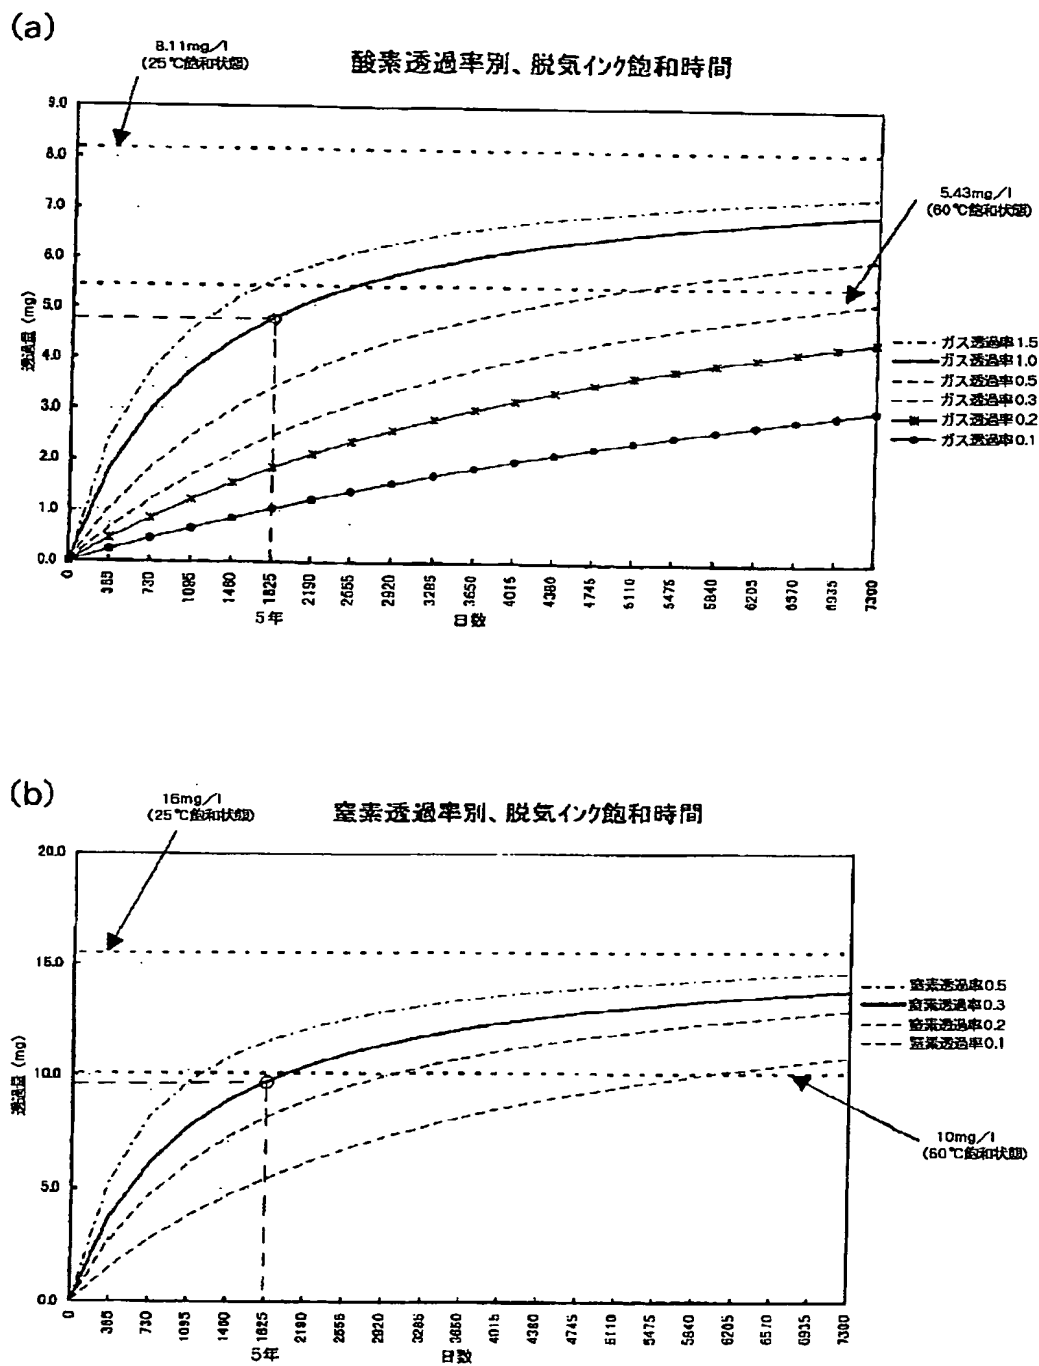 (a)
8.11mg/l
(25℃飽和状態)
酸素透過率別、脱気インク飽和時間
9.0
8.0
7.0
6.0
5.0
4.0
3.0
2.0
1.0
0.0
透過量 (mg)
5.43mg/l
(60℃飽和状態)
ガス透過率1.5
ガス透過率1.0
ガス透過率0.5
ガス透過率0.3
ガス透過率0.2
ガス透過率0.1
0 365 730 1095 1460 1825 2190 2555 2920 3285 3650 4015 4380 4745 5110 5475 5840 6205 6570 6935 7300
5年 日数
(b)
16mg/l
(25℃飽和状態)
窒素透過率別、脱気インク飽和時間
20.0
15.0
10.0
5.0
0.0
透過量 (mg)
窒素透過率0.5
窒素透過率0.3
窒素透過率0.2
窒素透過率0.1
10mg/l
(60℃飽和状態)
0 365 730 1095 1460 1825 2190 2555 2920 3285 3650 4015 4380 4745 5110 5475 5840 6205 6570 6935 7300
5年 日数